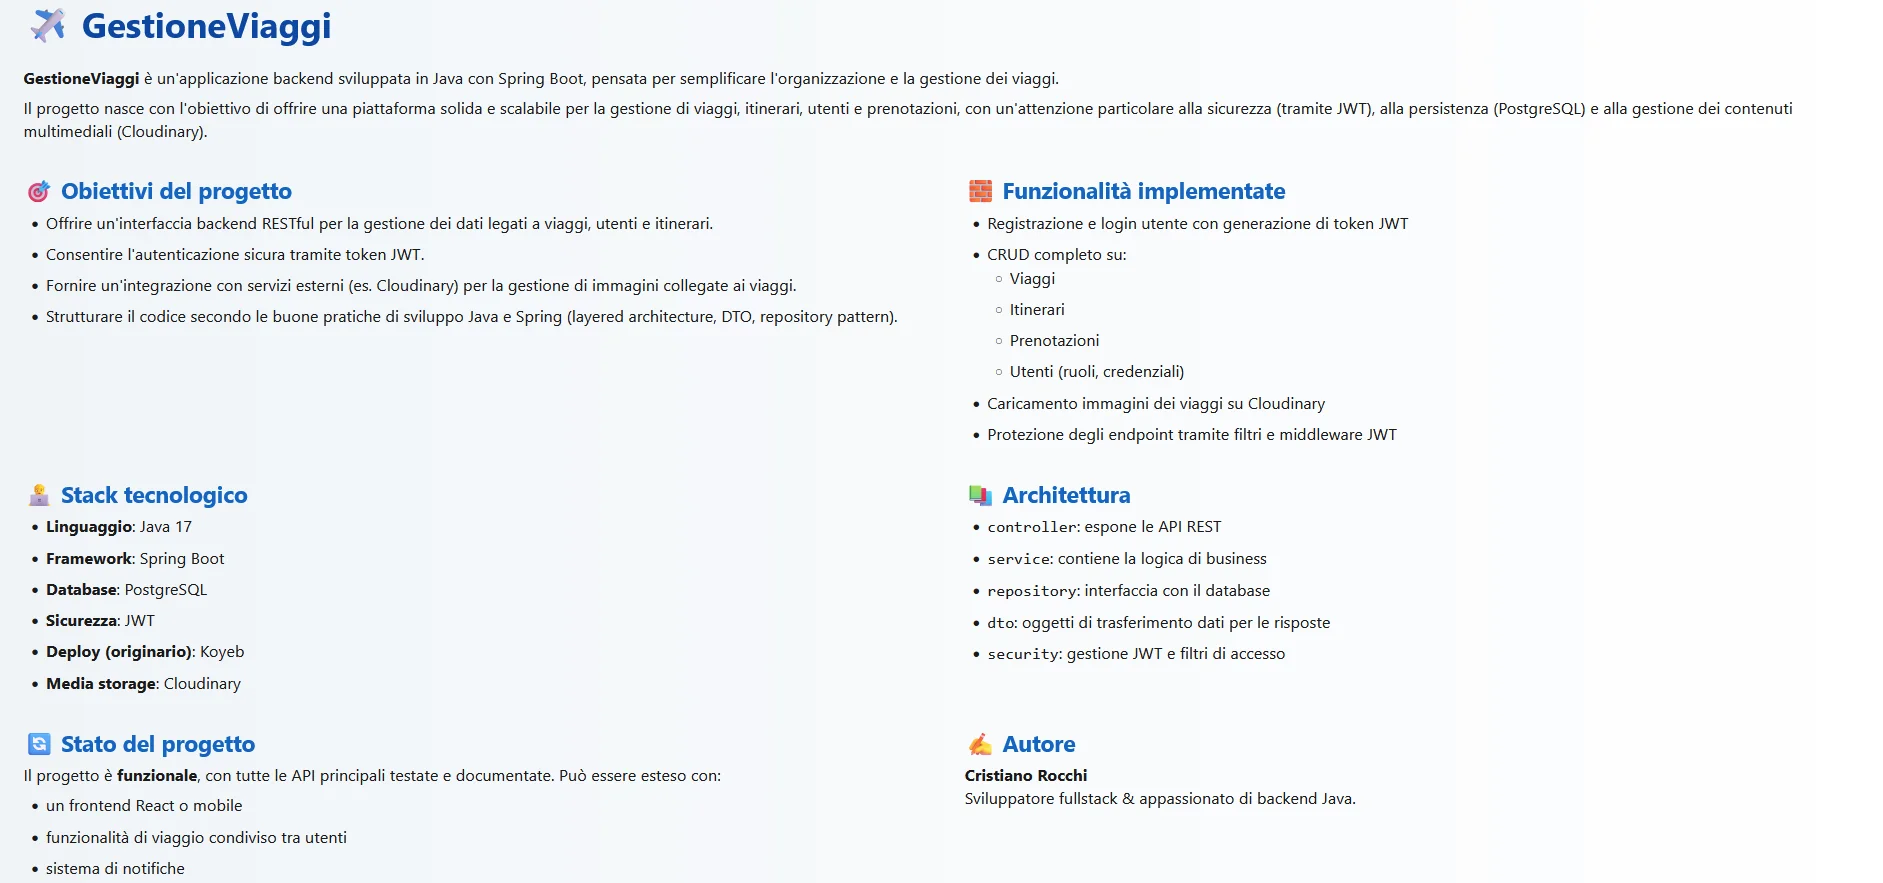 GestioneViaggi
GestioneViaggi è un'applicazione backend sviluppata in Java con Spring Boot, pensata per semplificare l'organizzazione e la gestione dei viaggi.
Il progetto nasce con l'obiettivo di offrire una piattaforma solida e scalabile per la gestione di viaggi, itinerari, utenti e prenotazioni, con un'attenzione particolare alla sicurezza (tramite JWT), alla persistenza (PostgreSQL) e alla gestione dei contenuti
multimediali (Cloudinary).
Obiettivi del progetto
• Offrire un'interfaccia backend RESTful per la gestione dei dati legati a viaggi, utenti e itinerari.
• Consentire l'autenticazione sicura tramite token JWT.
• Fornire un'integrazione con servizi esterni (es. Cloudinary) per la gestione di immagini collegate ai viaggi.
• Strutturare il codice secondo le buone pratiche di sviluppo Java e Spring (layered architecture, DTO, repository pattern).
Funzionalità implementate
• Registrazione e login utente con generazione di token JWT
• CRUD completo su:
○ Viaggi
○ Itinerari
○ Prenotazioni
○ Utenti (ruoli, credenziali)
• Caricamento immagini dei viaggi su Cloudinary
• Protezione degli endpoint tramite filtri e middleware JWT
Stack tecnologico
• Linguaggio: Java 17
• Framework: Spring Boot
• Database: PostgreSQL
• Sicurezza: JWT
• Deploy (originario): Koyeb
• Media storage: Cloudinary
Architettura
• controller: espone le API REST
• service: contiene la logica di business
• repository: interfaccia con il database
• dto: oggetti di trasferimento dati per le risposte
• security: gestione JWT e filtri di accesso
Stato del progetto
Il progetto è funzionale, con tutte le API principali testate e documentate. Può essere esteso con:
• un frontend React o mobile
• funzionalità di viaggio condiviso tra utenti
• sistema di notifiche
Autore
Cristiano Rocchi
Sviluppatore fullstack & appassionato di backend Java.